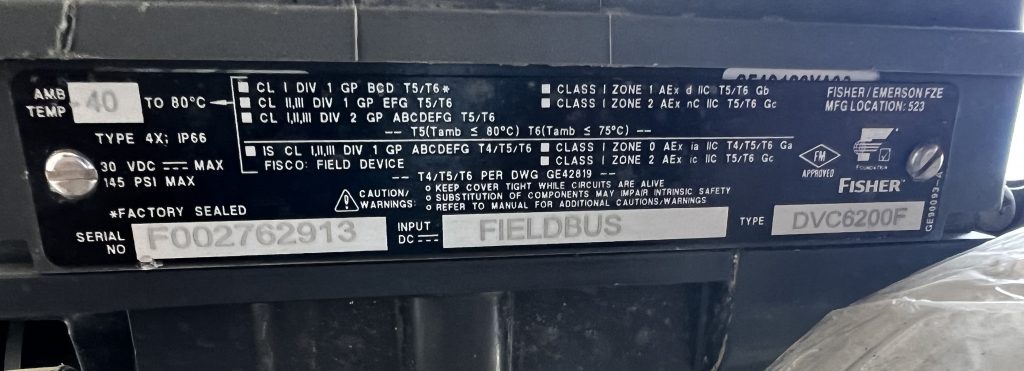 AMB TEMP -40 TO 80°C
■ CL I DIV 1 GP BCD T5/T6*
■ CL II,III DIV 1 GP EFG T5/T6
■ CL I,II,III DIV 2 GP ABCDEFG T5/T6
■ CLASS I ZONE 1 AEx d IIC T5/T6 Gb
■ CLASS I ZONE 2 AEx nC IIC T5/T6 Gc
FISHER/EMERSON FZE
MFG LOCATION: 523
-- T5(Tamb ≤ 80°C) T6(Tamb ≤ 75°C) --
TYPE 4X; IP66
■ IS CL I,II,III DIV 1 GP ABCDEFG T4/T5/T6
FISCO: FIELD DEVICE
■ CLASS I ZONE 0 AEx ia IIC T4/T5/T6 Ga
■ CLASS I ZONE 2 AEx ic IIC T5/T6 Gc
30 VDC MAX
145 PSI MAX
-- T4/T5/T6 PER DWG GE42819 --
FM
APPROVED
FOUNDATION
FISHER
CAUTION/
WARNINGS:
○ KEEP COVER TIGHT WHILE CIRCUITS ARE ALIVE
○ SUBSTITUTION OF COMPONENTS MAY IMPAIR INTRINSIC SAFETY
○ REFER TO MANUAL FOR ADDITIONAL CAUTIONS/WARNINGS
*FACTORY SEALED
SERIAL NO F002762913
INPUT DC FIELDBUS
TYPE DVC6200F